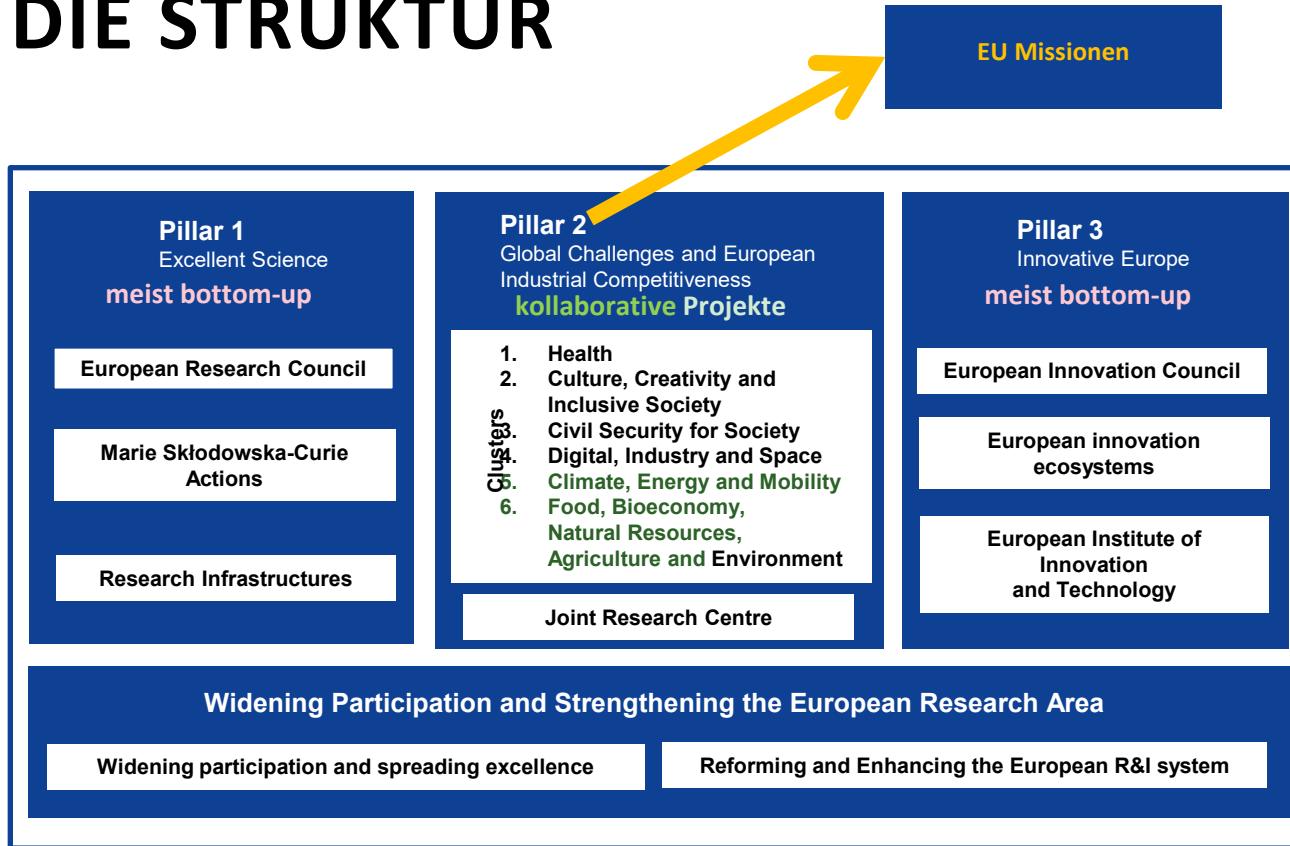 DIE STRUKTUR
EU Missionen
Pillar 1
Excellent Science
meist bottom-up
European Research Council
Marie Skłodowska-Curie
Actions
Research Infrastructures
Pillar 2
Global Challenges and European
Industrial Competitiveness
kollaborative Projekte
Clusters
1. Health
2. Culture, Creativity and
Inclusive Society
3. Civil Security for Society
4. Digital, Industry and Space
5. Climate, Energy and Mobility
6. Food, Bioeconomy,
Natural Resources,
Agriculture and Environment
Joint Research Centre
Pillar 3
Innovative Europe
meist bottom-up
European Innovation Council
European innovation
ecosystems
European Institute of
Innovation
and Technology
Widening Participation and Strengthening the European Research Area
Widening participation and spreading excellence
Reforming and Enhancing the European R&I system